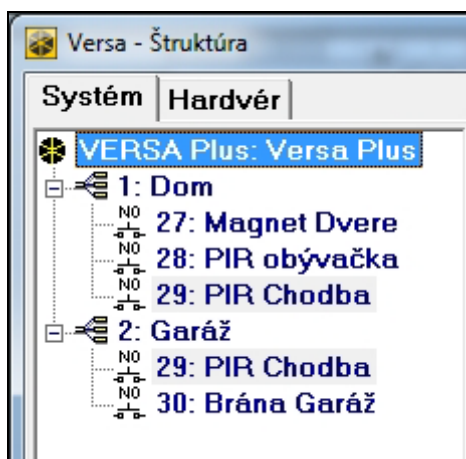 Versa - Štruktúra
Systém Hardvér
VERSA Plus: Versa Plus
1: Dom
NO 27: Magnet Dvere
NO 28: PIR obývačka
NO 29: PIR Chodba
2: Garáž
NO 29: PIR Chodba
NO 30: Brána Garáž